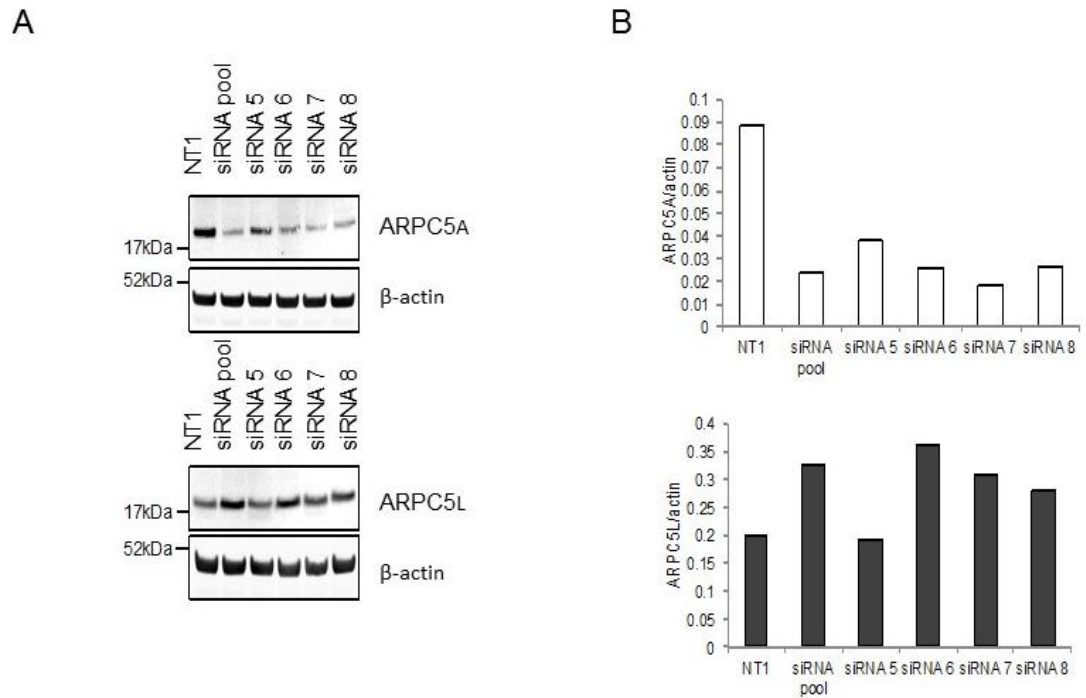 A
NT1
siRNA pool
siRNA 5
siRNA 6
siRNA 7
siRNA 8
17kDa
ARPC5A
52kDa
β-actin
NT1
siRNA pool
siRNA 5
siRNA 6
siRNA 7
siRNA 8
17kDa
ARPC5L
52kDa
β-actin
B
ARPC5A/actin
0.1
0.09
0.08
0.07
0.06
0.05
0.04
0.03
0.02
0.01
0
NT1
siRNA pool
siRNA 5
siRNA 6
siRNA 7
siRNA 8
ARPC5L/actin
0.4
0.35
0.3
0.25
0.2
0.15
0.1
0.05
0
NT1
siRNA pool
siRNA 5
siRNA 6
siRNA 7
siRNA 8